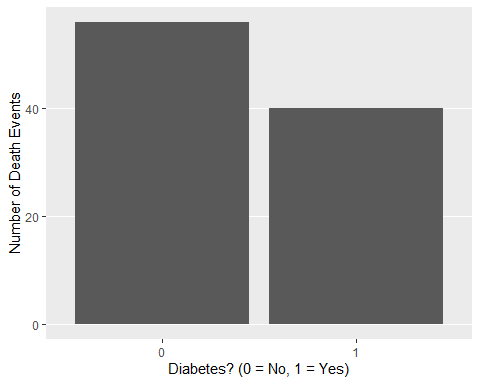 Number of Death Events
40
20
0
0
1
Diabetes? (0 = No, 1 = Yes)